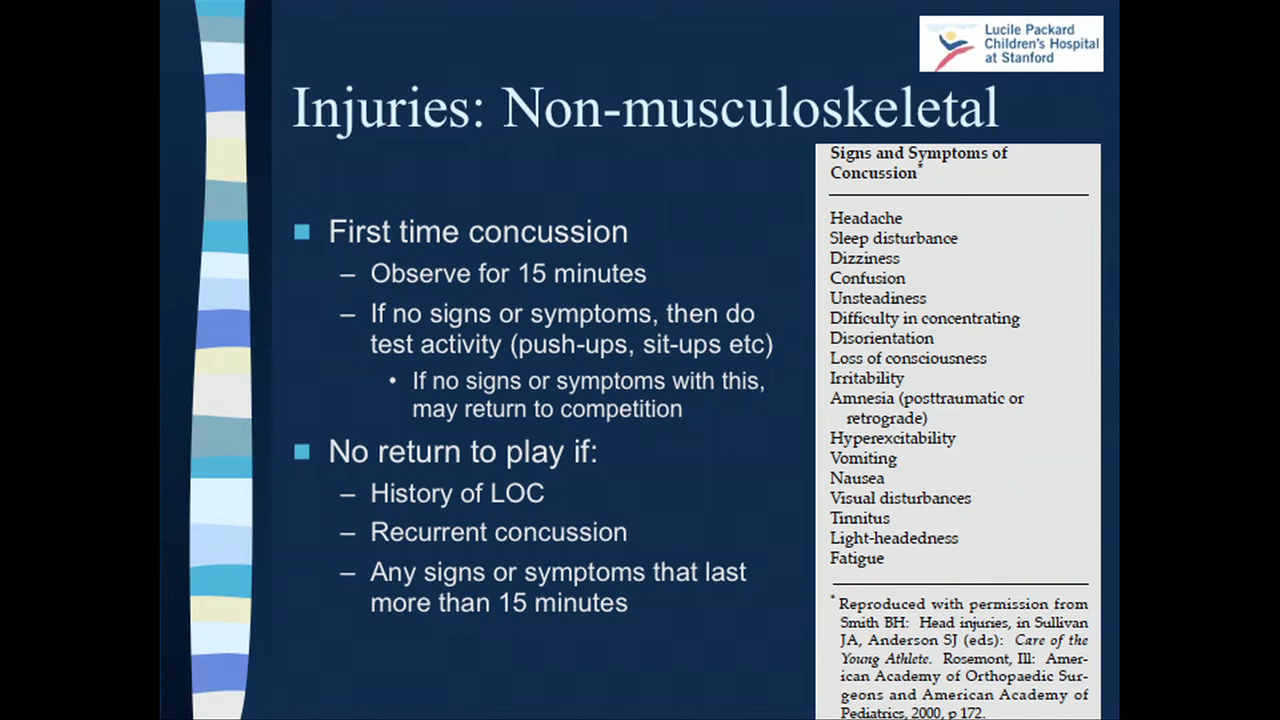 Lucile Packard
Children's Hospital
at Stanford
Injuries: Non-musculoskeletal
■ First time concussion
– Observe for 15 minutes
– If no signs or symptoms, then do
test activity (push-ups, sit-ups etc)
• If no signs or symptoms with this,
may return to competition
■ No return to play if:
– History of LOC
– Recurrent concussion
– Any signs or symptoms that last
more than 15 minutes
Signs and Symptoms of
Concussion*
Headache
Sleep disturbance
Dizziness
Confusion
Unsteadiness
Difficulty in concentrating
Disorientation
Loss of consciousness
Irritability
Amnesia (posttraumatic or
retrograde)
Hyperexcitability
Vomiting
Nausea
Visual disturbances
Tinnitus
Light-headedness
Fatigue
* Reproduced with permission from
Smith BH: Head injuries, in Sullivan
JA, Anderson SJ (eds): Care of the
Young Athlete. Rosemont, Ill: Amer-
ican Academy of Orthopaedic Sur-
geons and American Academy of
Pediatrics, 2000, p 172.